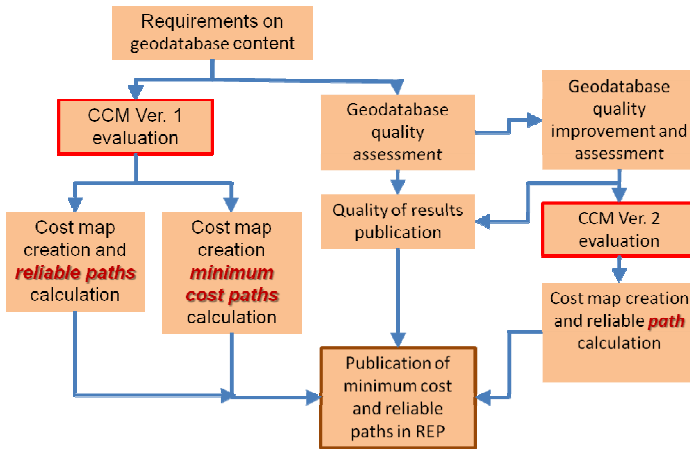 Requirements on
geodatabase content
CCM Ver. 1
evaluation
Geodatabase
quality
assessment
Geodatabase
quality
improvement and
assessment
Cost map
creation and
reliable paths
calculation
Cost map
creation
minimum
cost paths
calculation
Quality of results
publication
CCM Ver. 2
evaluation
Cost map creation
and reliable path
calculation
Publication of
minimum cost
and reliable
paths in REP